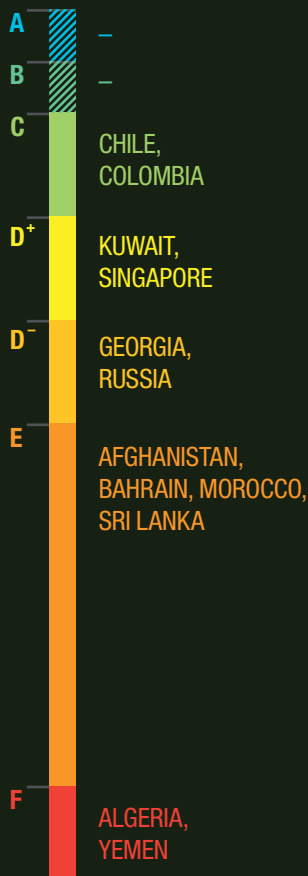 A –
B –
C
CHILE,
COLOMBIA
D+
KUWAIT,
SINGAPORE
D–
GEORGIA,
RUSSIA
E
AFGHANISTAN,
BAHRAIN, MOROCCO,
SRI LANKA
F
ALGERIA,
YEMEN